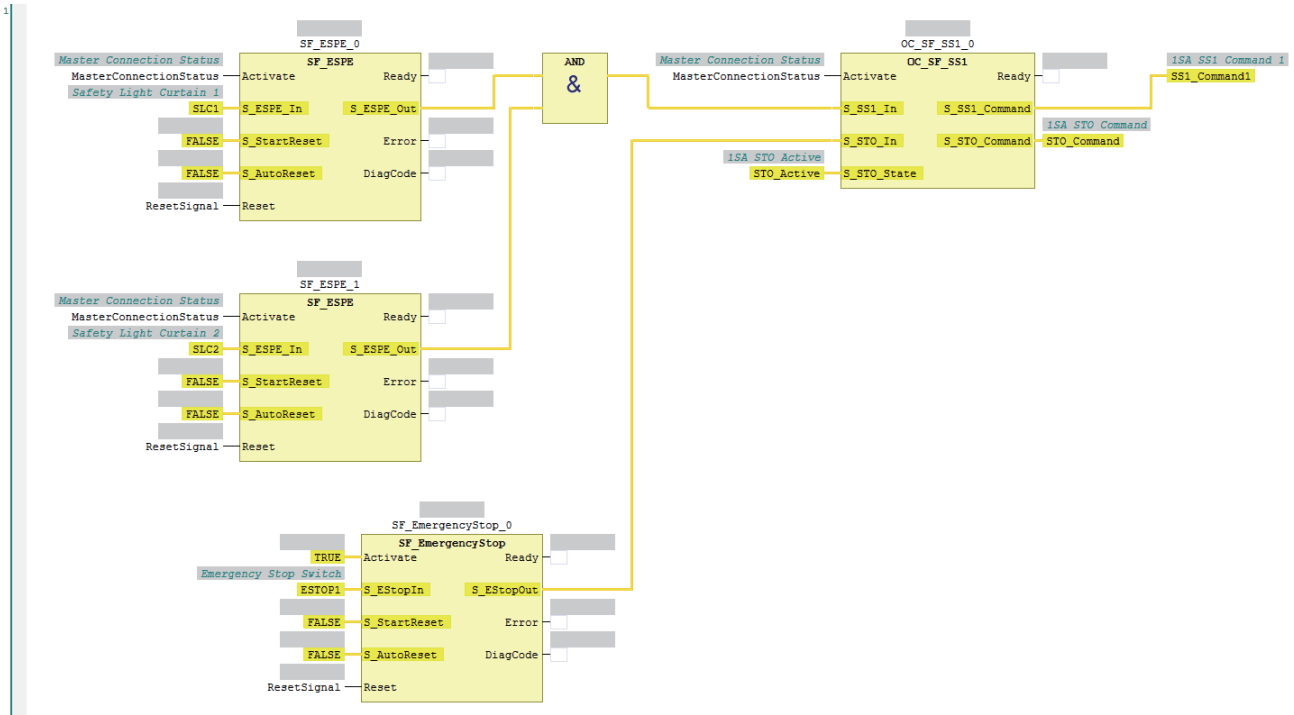 1
SF_ESPE_0
OC_SF_SS1_0
Master Connection Status
SF_ESPE
AND
Master Connection Status
OC_SF_SS1
1SA SS1 Command 1
MasterConnectionStatus
Activate
Ready
&
MasterConnectionStatus
Activate
Ready
SS1_Command1
Safety Light Curtain 1
SLC1
S_ESPE_In
S_ESPE_Out
S_SS1_In
S_SS1_Command
1SA STO Command
FALSE
S_StartReset
Error
S_STO_In
S_STO_Command
STO_Command
1SA STO Active
FALSE
S_AutoReset
DiagCode
STO_Active
S_STO_State
ResetSignal
Reset
SF_ESPE_1
Master Connection Status
SF_ESPE
MasterConnectionStatus
Activate
Ready
Safety Light Curtain 2
SLC2
S_ESPE_In
S_ESPE_Out
FALSE
S_StartReset
Error
FALSE
S_AutoReset
DiagCode
ResetSignal
Reset
SF_EmergencyStop_0
SF_EmergencyStop
TRUE
Activate
Ready
Emergency Stop Switch
ESTOP1
S_EStopIn
S_EStopOut
FALSE
S_StartReset
Error
FALSE
S_AutoReset
DiagCode
ResetSignal
Reset